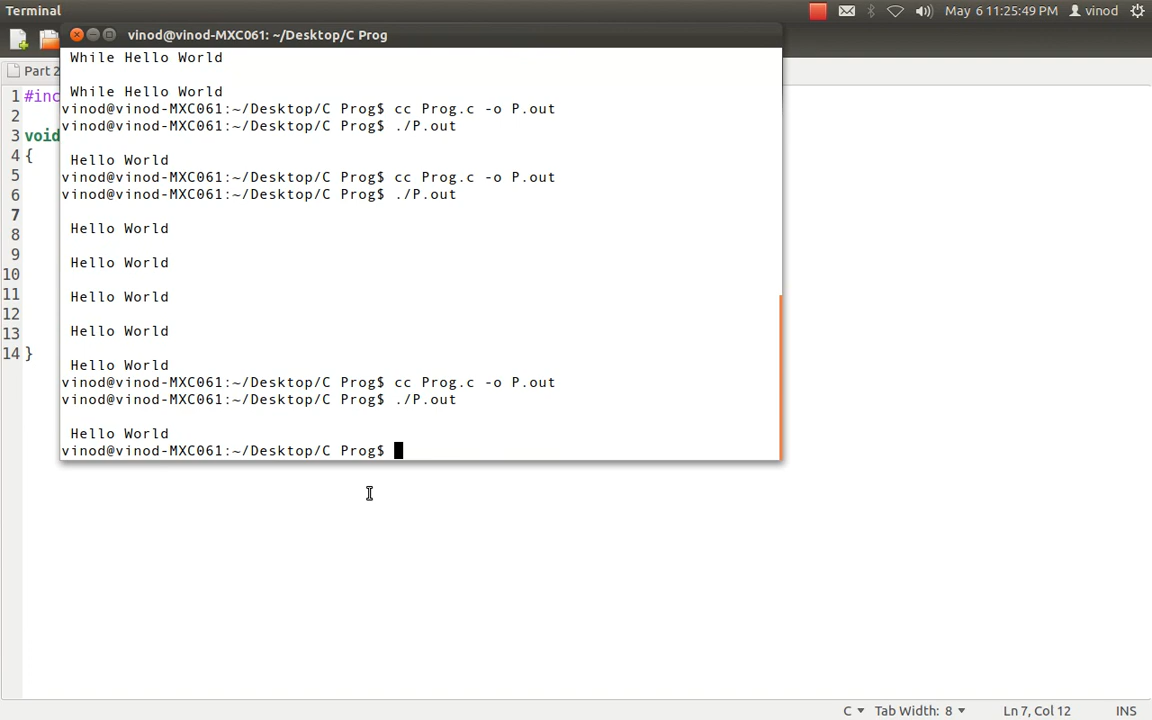 Terminal
May 6 11:25:49 PM
vinod
vinod@vinod-MXC061: ~/Desktop/C Prog
Part 2
1 #inc
2
3 void
4 {
5
6
7
8
9
10
11
12
13
14 }
While Hello World
While Hello World
vinod@vinod-MXC061:~/Desktop/C Prog$ cc Prog.c -o P.out
vinod@vinod-MXC061:~/Desktop/C Prog$ ./P.out
Hello World
vinod@vinod-MXC061:~/Desktop/C Prog$ cc Prog.c -o P.out
vinod@vinod-MXC061:~/Desktop/C Prog$ ./P.out
Hello World
Hello World
Hello World
Hello World
Hello World
vinod@vinod-MXC061:~/Desktop/C Prog$ cc Prog.c -o P.out
vinod@vinod-MXC061:~/Desktop/C Prog$ ./P.out
Hello World
vinod@vinod-MXC061:~/Desktop/C Prog$
C
Tab Width: 8
Ln 7, Col 12
INS